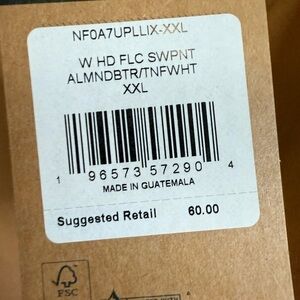 NF0A7UPLLIX-XXL
W HD FLC SWPNT
ALMNDBTR/TNFWHT
XXL
1 96573 57290 4
MADE IN GUATEMALA
Suggested Retail 60.00
FSC